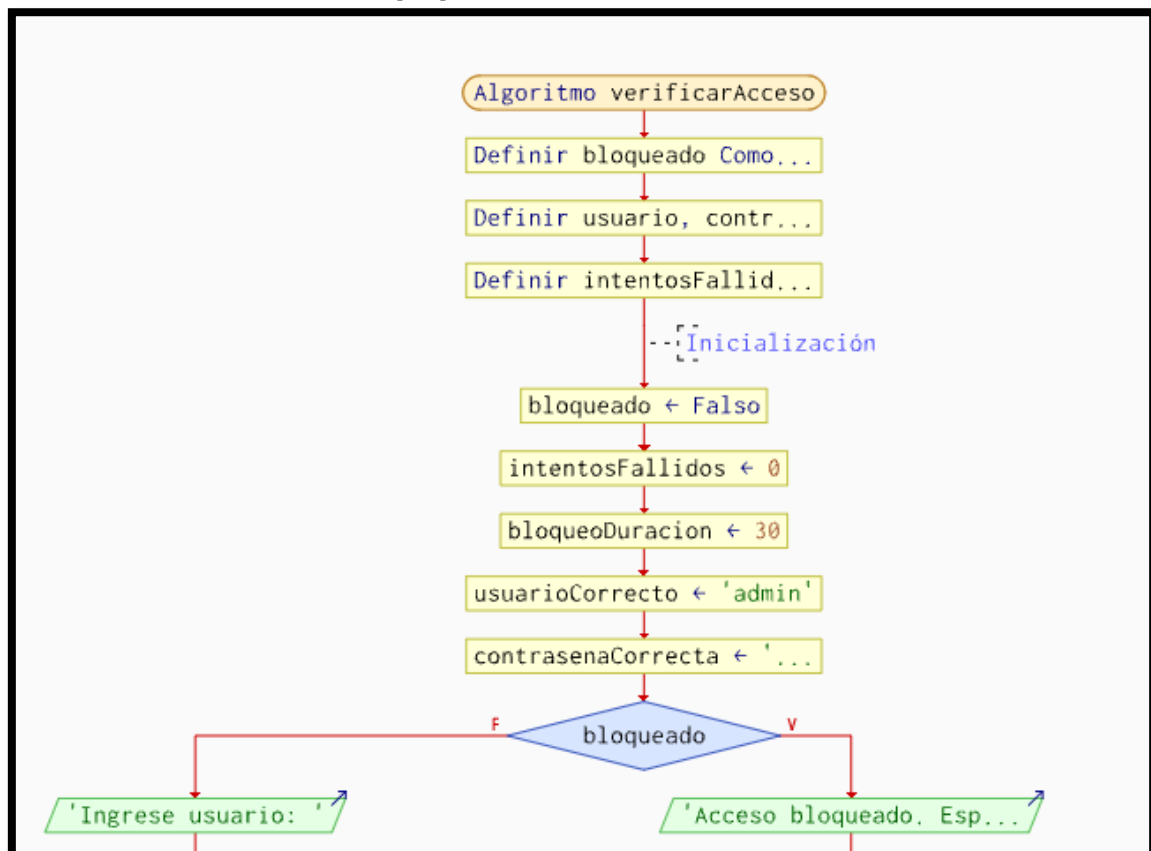 Algoritmo verificarAcceso
Definir bloqueado Como...
Definir usuario, contr...
Definir intentosFallid...
Inicialización
bloqueado ← Falso
intentosFallidos ← 0
bloqueoDuracion ← 30
usuarioCorrecto ← 'admin'
contrasenaCorrecta ← '...
F
V
bloqueado
'Ingrese usuario: '
'Acceso bloqueado. Esp...